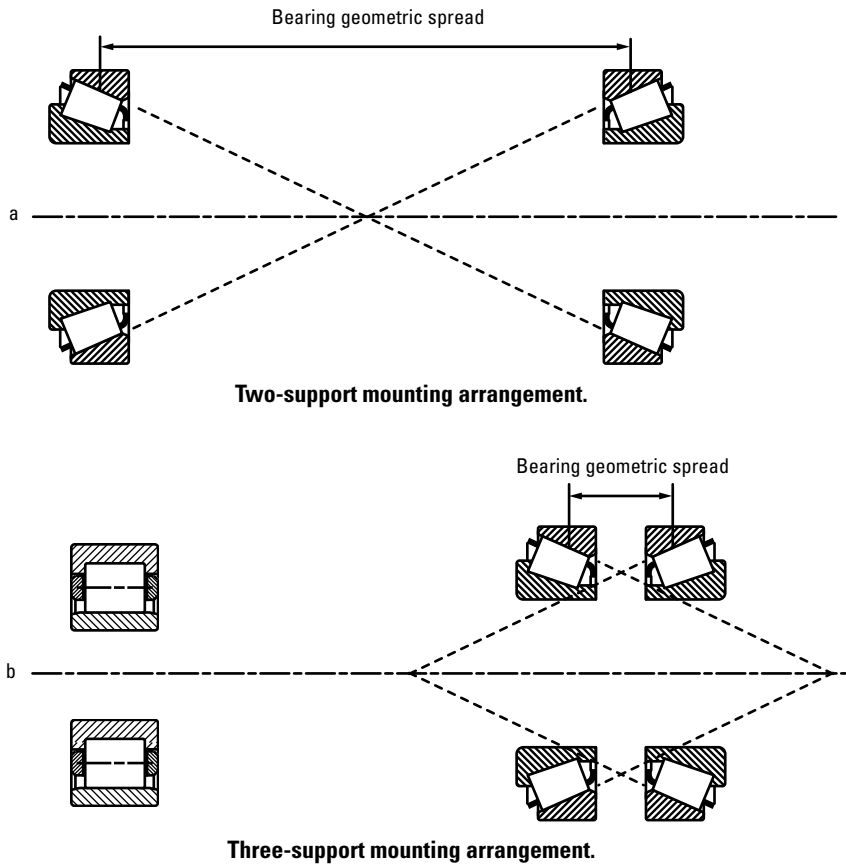 Bearing geometric spread
a
Two-support mounting arrangement.
Bearing geometric spread
b
Three-support mounting arrangement.